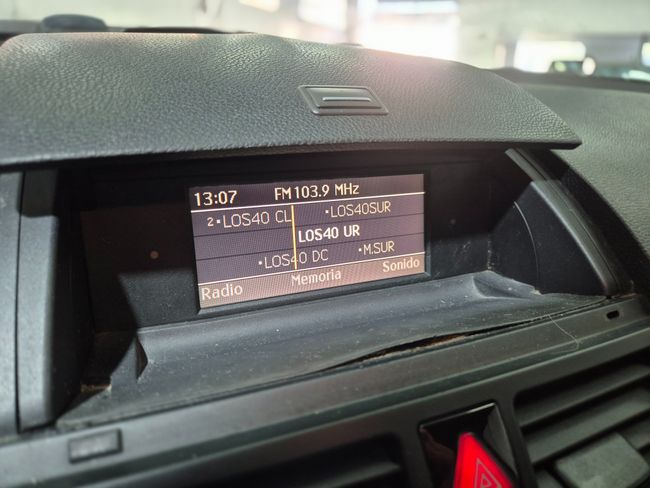 13:07 FM 103.9 MHz
2▪LOS40 CL ▪LOS40SUR
LOS40 UR
▪LOS40 DC ▪M.SUR
Radio Memoria Sonido